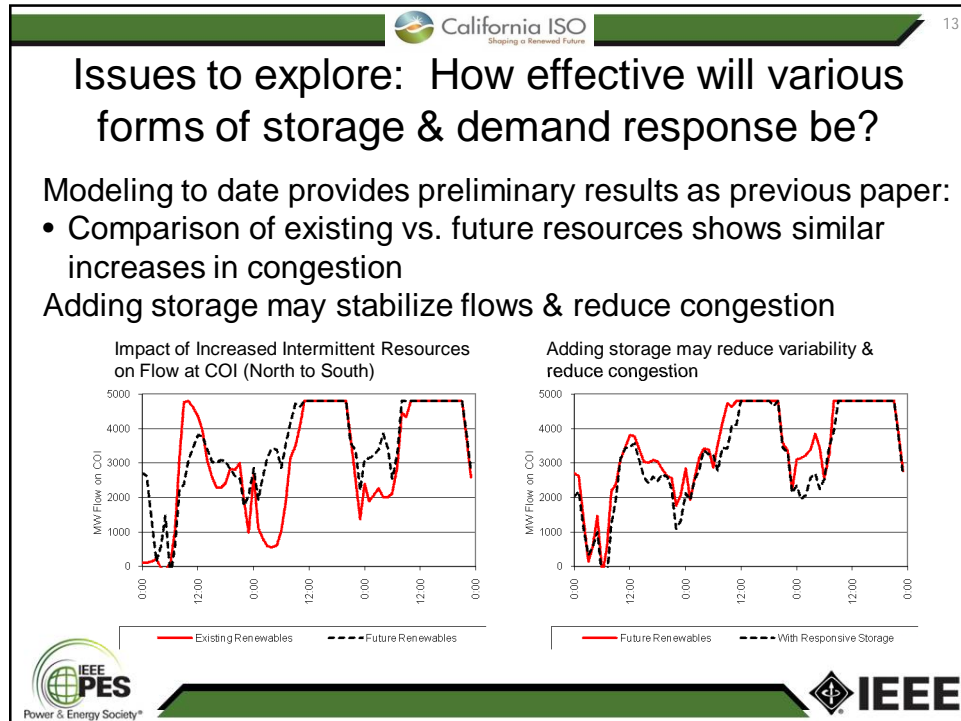 California ISO
Shaping a Renewed Future
13
Issues to explore: How effective will various
forms of storage & demand response be?
Modeling to date provides preliminary results as previous paper:
• Comparison of existing vs. future resources shows similar
increases in congestion
Adding storage may stabilize flows & reduce congestion
Impact of Increased Intermittent Resources
on Flow at COI (North to South)
5000
4000
3000
2000
1000
0
MW Flow on COI
0:00
12:00
0:00
12:00
0:00
12:00
0:00
Existing Renewables
Future Renewables
Adding storage may reduce variability &
reduce congestion
5000
4000
3000
2000
1000
0
MW Flow on COI
0:00
12:00
0:00
12:00
0:00
12:00
0:00
Future Renewables
With Responsive Storage
IEEE
PES
Power & Energy Society®
IEEE